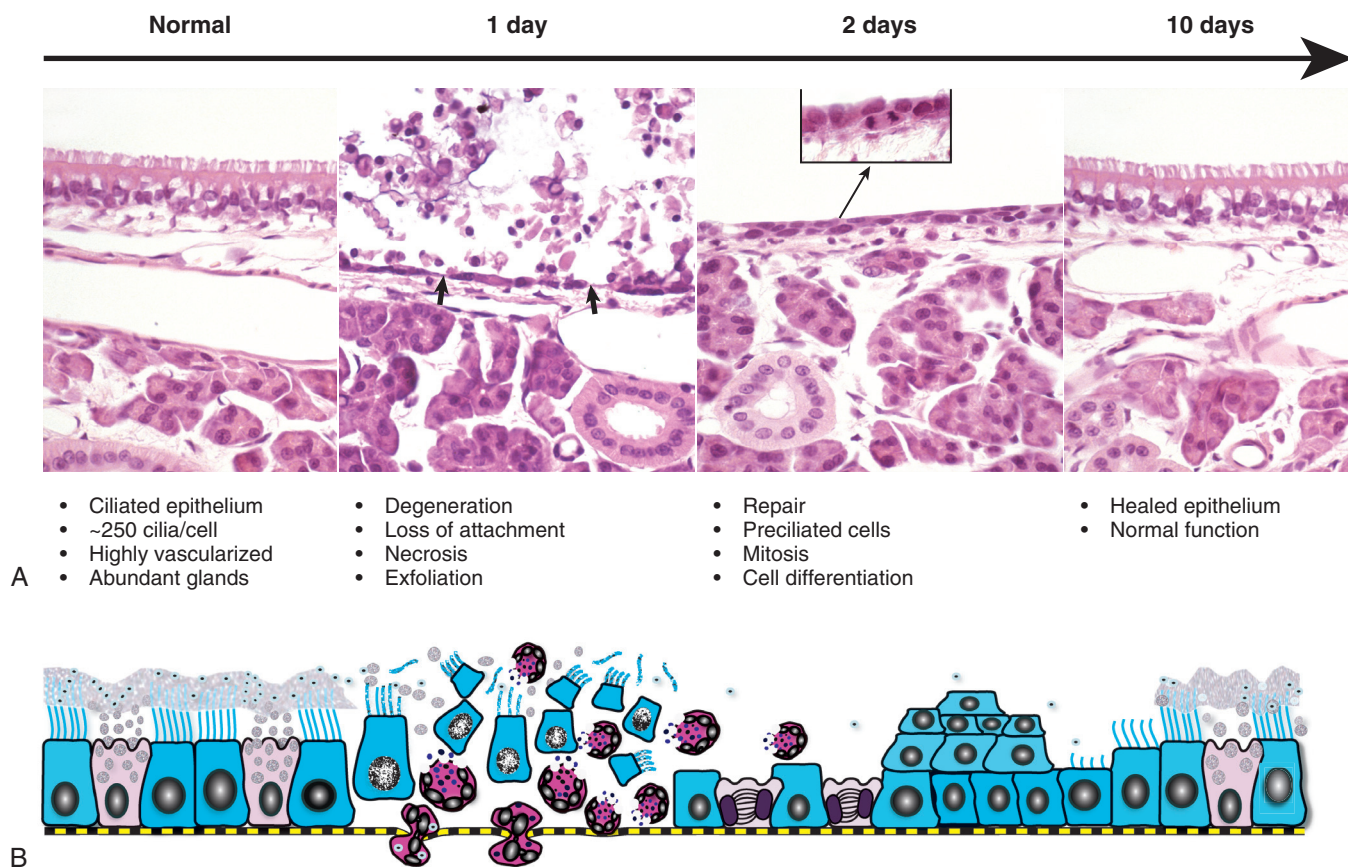 Normal
1 day
2 days
10 days
• Ciliated epithelium
• ~250 cilia/cell
• Highly vascularized
• Abundant glands
• Degeneration
• Loss of attachment
• Necrosis
• Exfoliation
• Repair
• Preciliated cells
• Mitosis
• Cell differentiation
• Healed epithelium
• Normal function
A
B